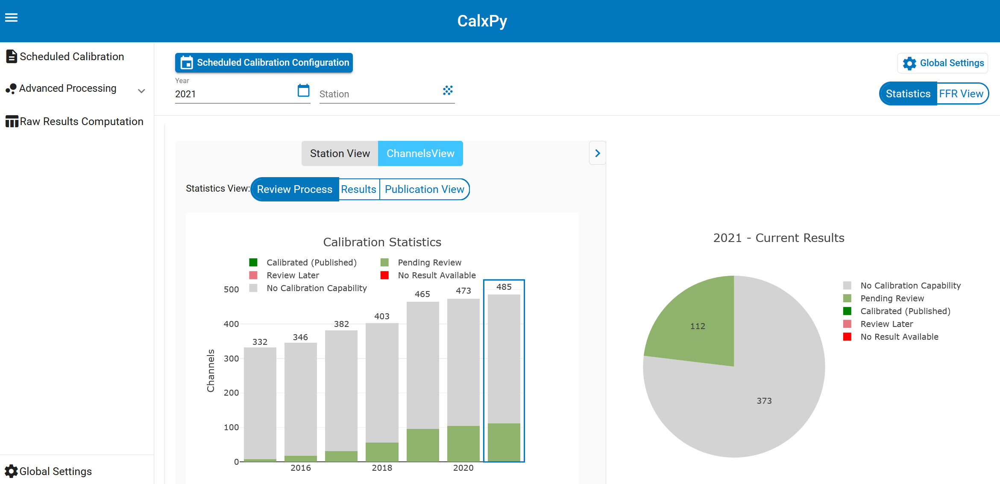 CalxPy
Scheduled Calibration
Advanced Processing
Raw Results Computation
Global Settings
Scheduled Calibration Configuration
Global Settings
Year
2021
Station
Statistics
FFR View
Station View
ChannelsView
Statistics View:
Review Process
Results
Publication View
Calibration Statistics
Calibrated (Published)
Pending Review
Review Later
No Result Available
No Calibration Capability
Channels
500
400
300
200
100
0
332
346
382
403
465
473
485
2016
2018
2020
2021 - Current Results
112
373
No Calibration Capability
Pending Review
Calibrated (Published)
Review Later
No Result Available